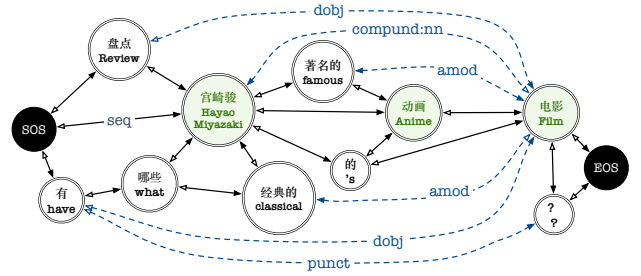 dobj
compund:nn
盘点
Review
著名的
famous
amod
宫崎骏
Hayao
Miyazaki
动画
Anime
电影
Film
SOS
seq
的
's
EOS
哪些
what
有
have
经典的
classical
amod
？
?
dobj
punct